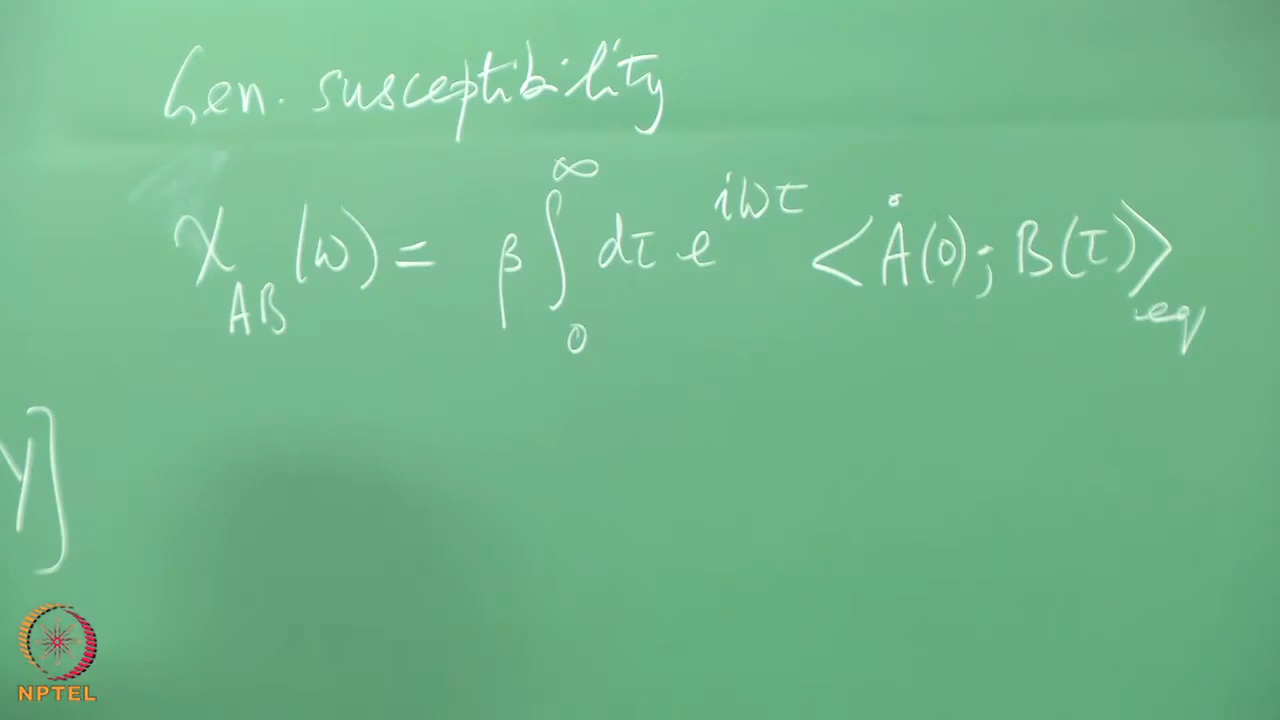 Gen. susceptibility
χ_AB (ω) = β ∫_0^∞ dτ e^{iωτ} ⟨Ȧ(0); B(τ)⟩_eq
Y]
NPTEL